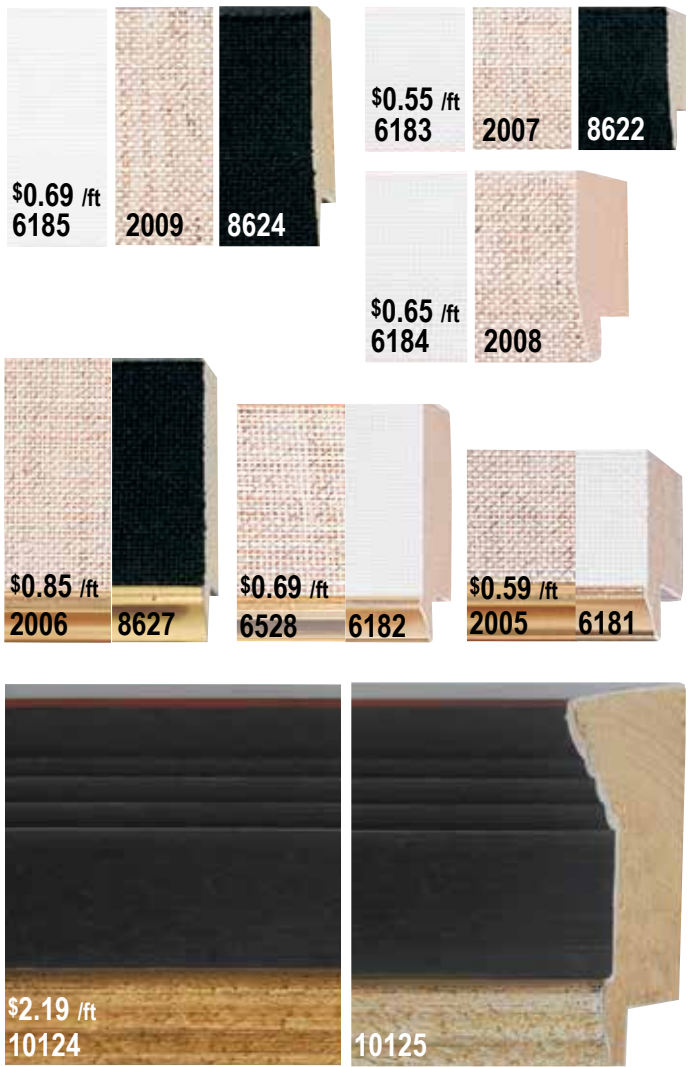 $0.69 /ft
6185 2009 8624
$0.55 /ft
6183 2007 8622
$0.65 /ft
6184 2008
$0.85 /ft
2006 8627
$0.69 /ft
6528 6182
$0.59 /ft
2005 6181
$2.19 /ft
10124 10125